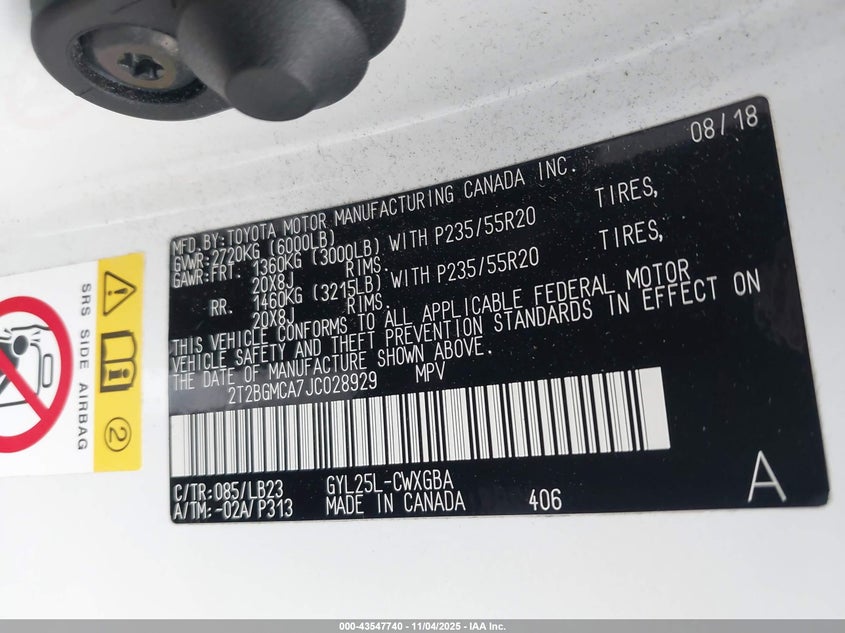 08/18
MFD.BY:TOYOTA MOTOR MANUFACTURING CANADA INC.
GVWR:2720KG (6000LB)
GAWR:FRT. 1360KG (3000LB) WITH P235/55R20 TIRES,
20X8J RIMS.
RR. 1460KG (3215LB) WITH P235/55R20 TIRES,
20X8J RIMS.
THIS VEHICLE CONFORMS TO ALL APPLICABLE FEDERAL MOTOR
VEHICLE SAFETY AND THEFT PREVENTION STANDARDS IN EFFECT ON
THE DATE OF MANUFACTURE SHOWN ABOVE.
2T2BGMCA7JC028929 MPV
C/TR:085/LB23 GYL25L-CWXGBA
A/TM:-02A/P313 MADE IN CANADA 406
A
SRS SIDE AIRBAG
2
000-43547740 - 11/04/2025 - IAA Inc.